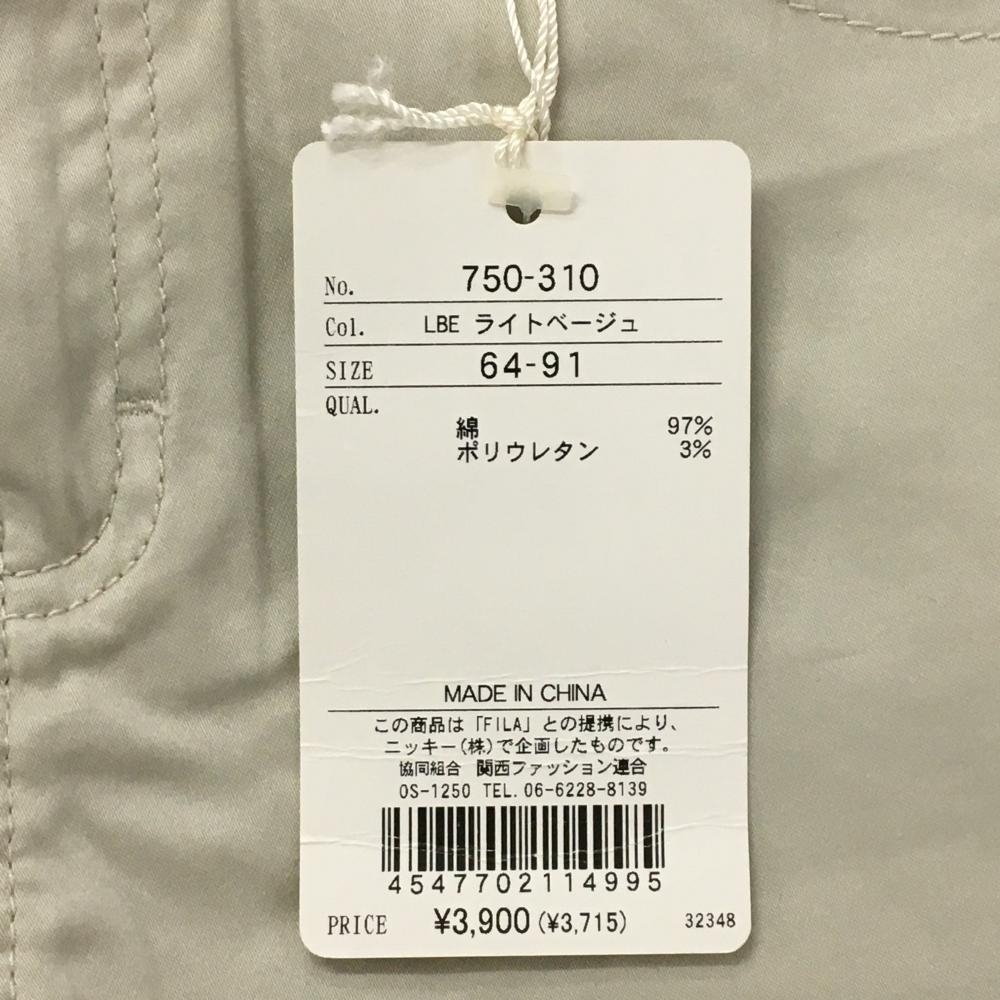 No. 750-310
Col. LBE ライトベージュ
SIZE 64-91
QUAL.
綿 97%
ポリウレタン 3%
MADE IN CHINA
この商品は「FILA」との提携により、
ニッキー(株)で企画したものです。
協同組合 関西ファッション連合
OS-1250 TEL. 06-6228-8139
4547702114995
PRICE ¥3,900 (¥3,715) 32348